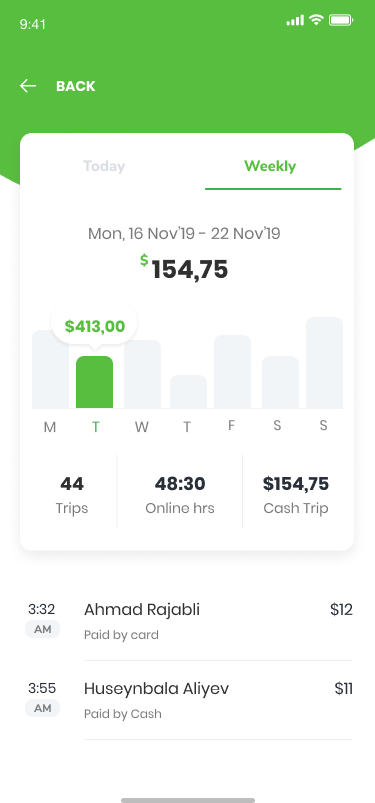 9:41
BACK
Today Weekly
Mon, 16 Nov'19 - 22 Nov'19
$154,75
$413,00
M T W T F S S
44 48:30 $154,75
Trips Online hrs Cash Trip
3:32 Ahmad Rajabli $12
AM Paid by card
3:55 Huseynbala Aliyev $11
AM Paid by Cash